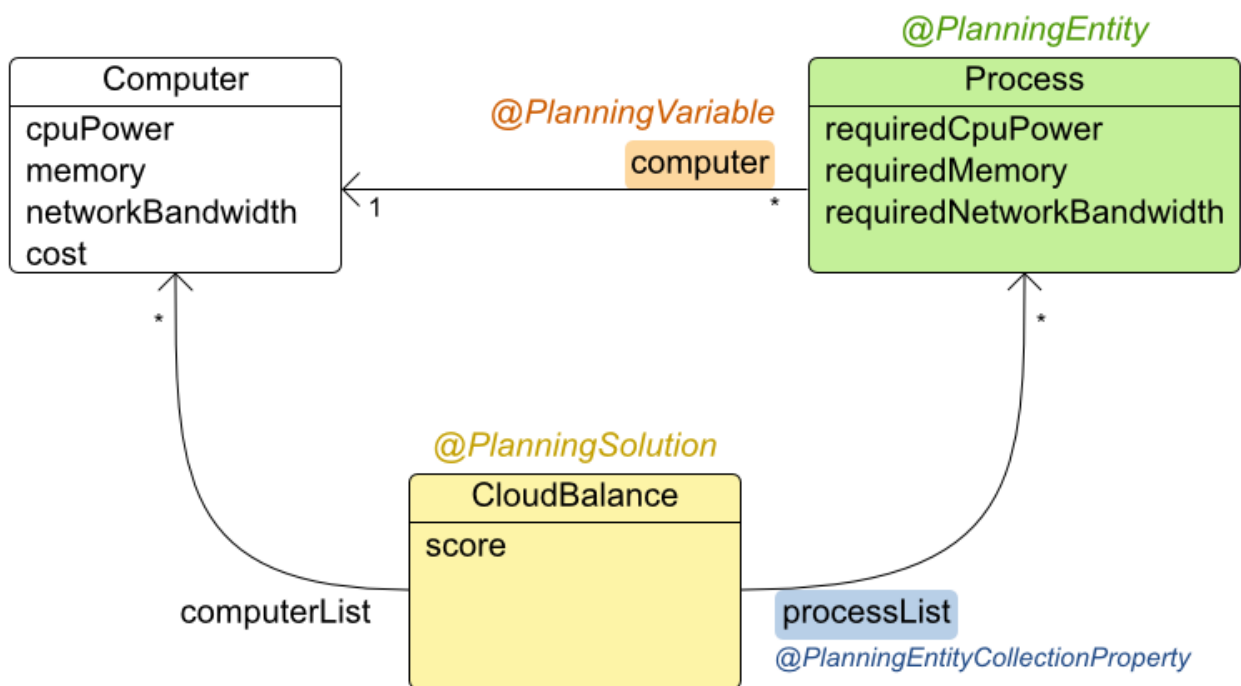 @PlanningEntity
Computer
cpuPower
memory
networkBandwidth
cost
@PlanningVariable
computer
1
*
Process
requiredCpuPower
requiredMemory
requiredNetworkBandwidth
*
*
@PlanningSolution
CloudBalance
score
computerList
processList
@PlanningEntityCollectionProperty